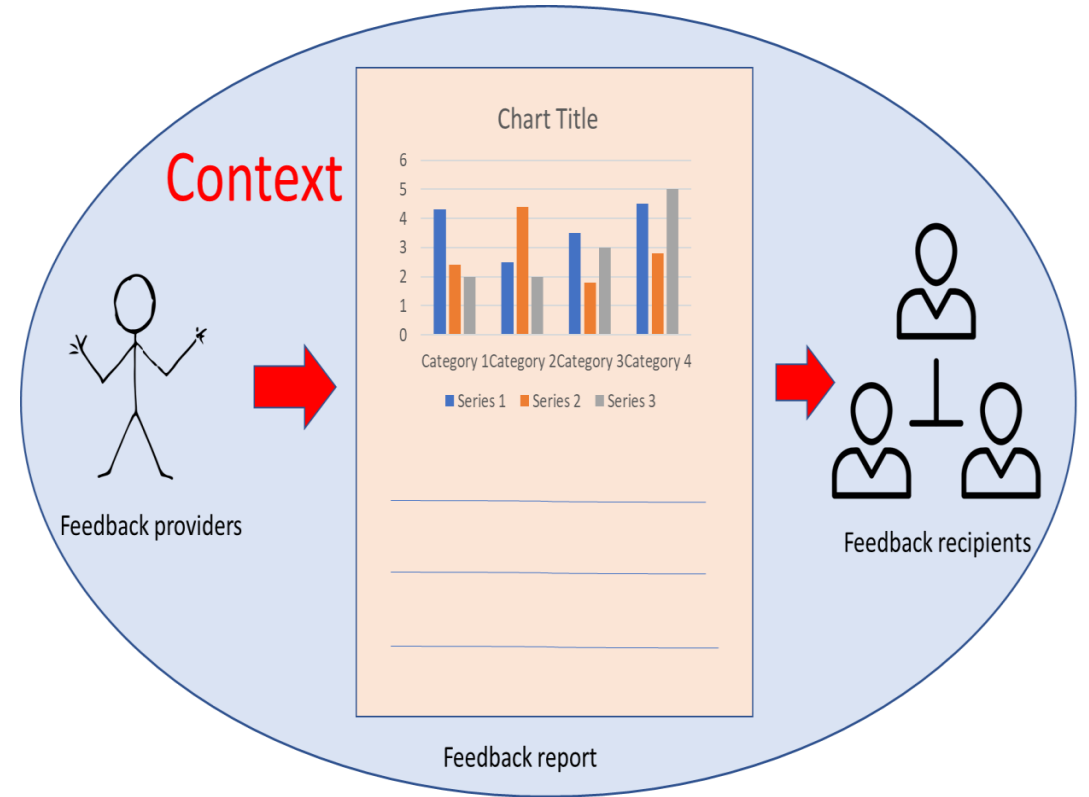 Context
Chart Title
6
5
4
3
2
1
0
Category 1Category 2Category 3Category 4
Series 1 Series 2 Series 3
Feedback providers
Feedback recipients
Feedback report